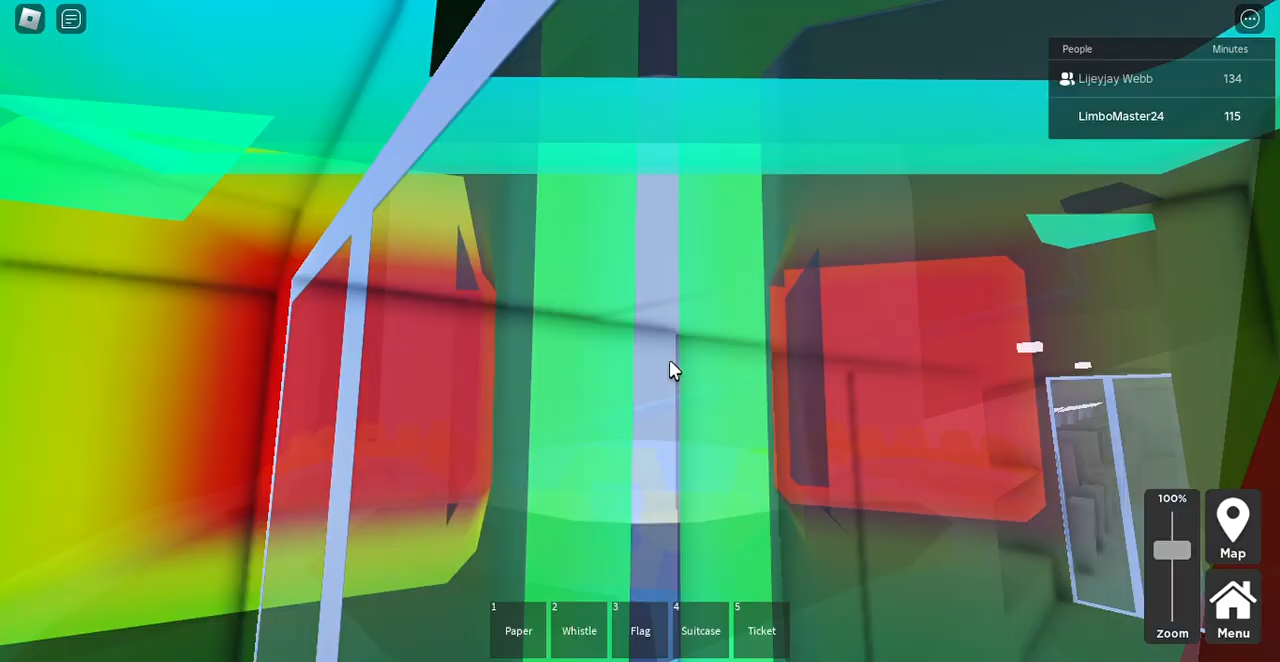 People Minutes
Lijeyjay Webb 134
LimboMaster24 115
100%
Zoom
Map
Menu
1 Paper
2 Whistle
3 Flag
4 Suitcase
5 Ticket